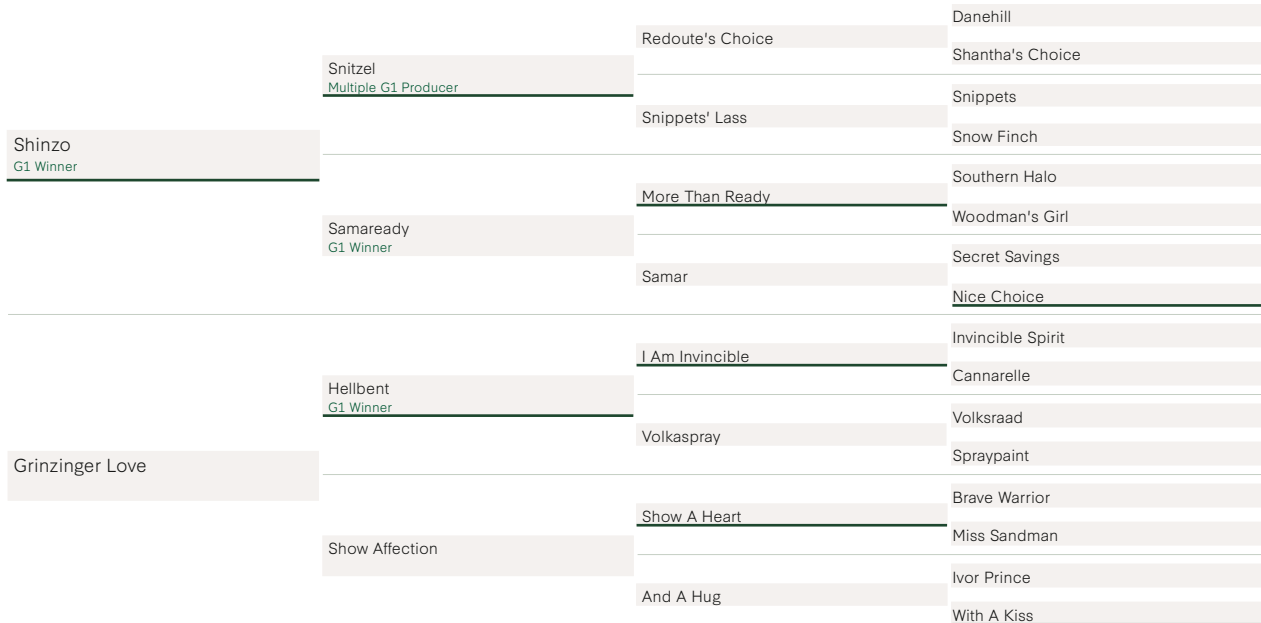 Shinzo
G1 Winner
Grinzinger Love
Snitzel
Multiple G1 Producer
Samaready
G1 Winner
Hellbent
G1 Winner
Show Affection
Redoute's Choice
Snippets' Lass
More Than Ready
Samar
I Am Invincible
Volkaspray
Show A Heart
And A Hug
Danehill
Shantha's Choice
Snippets
Snow Finch
Southern Halo
Woodman's Girl
Secret Savings
Nice Choice
Invincible Spirit
Cannarelle
Volksraad
Spraypaint
Brave Warrior
Miss Sandman
Ivor Prince
With A Kiss